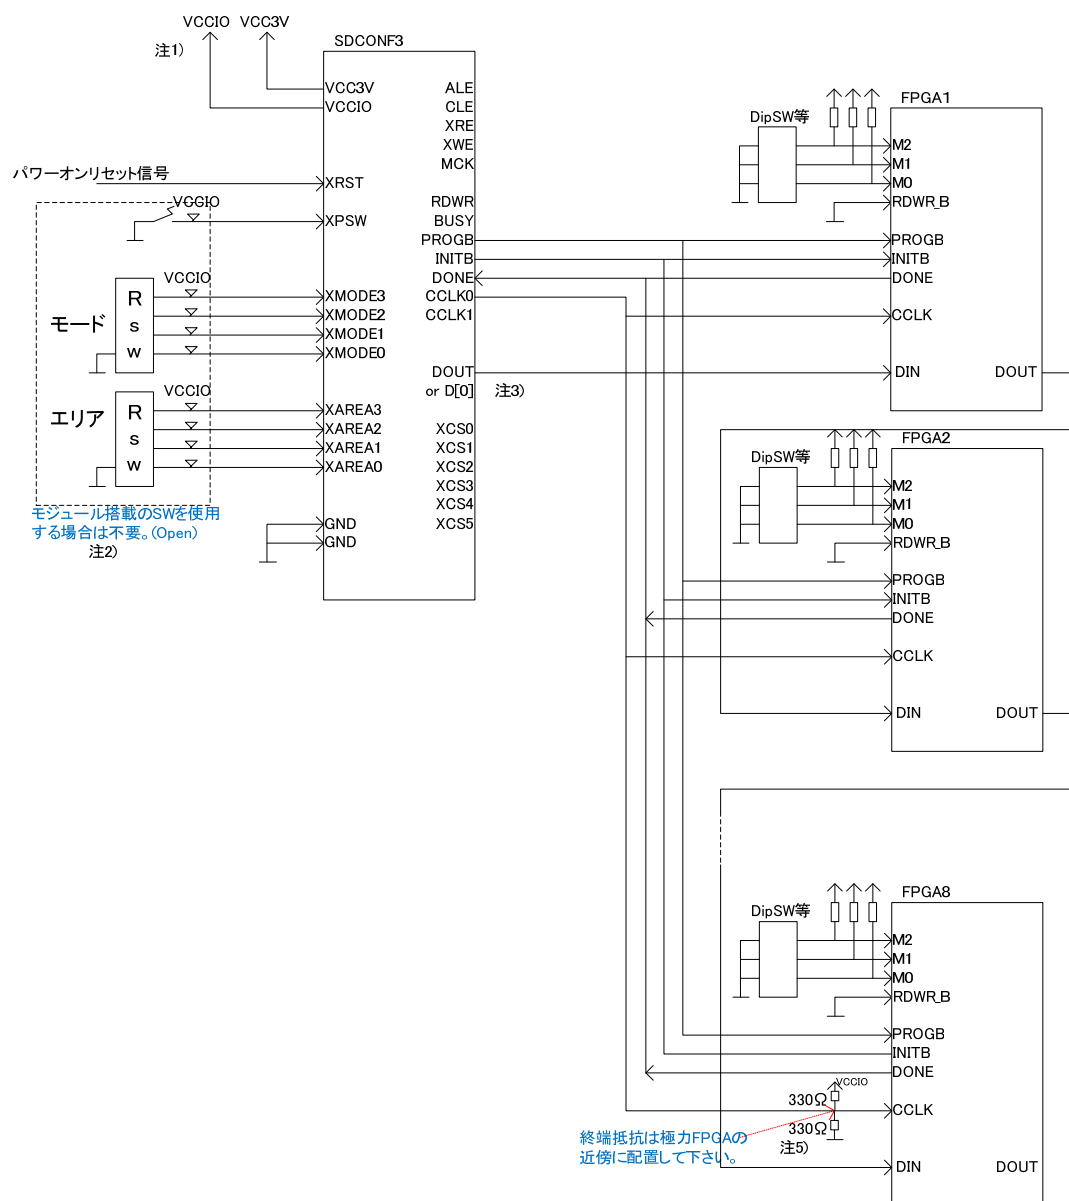 VCCIO VCC3V
注1)
SDCONF3
VCC3V
VCCIO
パワーオンリセット信号
XRST
VCCIO
XPSW
VCCIO
モード
R
s
w
XMODE3
XMODE2
XMODE1
XMODE0
VCCIO
エリア
R
s
w
XAREA3
XAREA2
XAREA1
XAREA0
モジュール搭載のSWを使用
する場合は不要。(Open)
注2)
GND
GND
ALE
CLE
XRE
XWE
MCK
RDWR
BUSY
PROGB
INITB
DONE
CCLK0
CCLK1
DOUT
or D[0]
注3)
XCS0
XCS1
XCS2
XCS3
XCS4
XCS5
FPGA1
DipSW等
M2
M1
M0
RDWR_B
PROGB
INITB
DONE
CCLK
DIN DOUT
FPGA2
DipSW等
M2
M1
M0
RDWR_B
PROGB
INITB
DONE
CCLK
DIN DOUT
FPGA8
DipSW等
M2
M1
M0
RDWR_B
PROGB
INITB
DONE
VCCIO
330Ω
CCLK
330Ω
注5)
終端抵抗は極力FPGAの
近傍に配置して下さい。
DIN DOUT